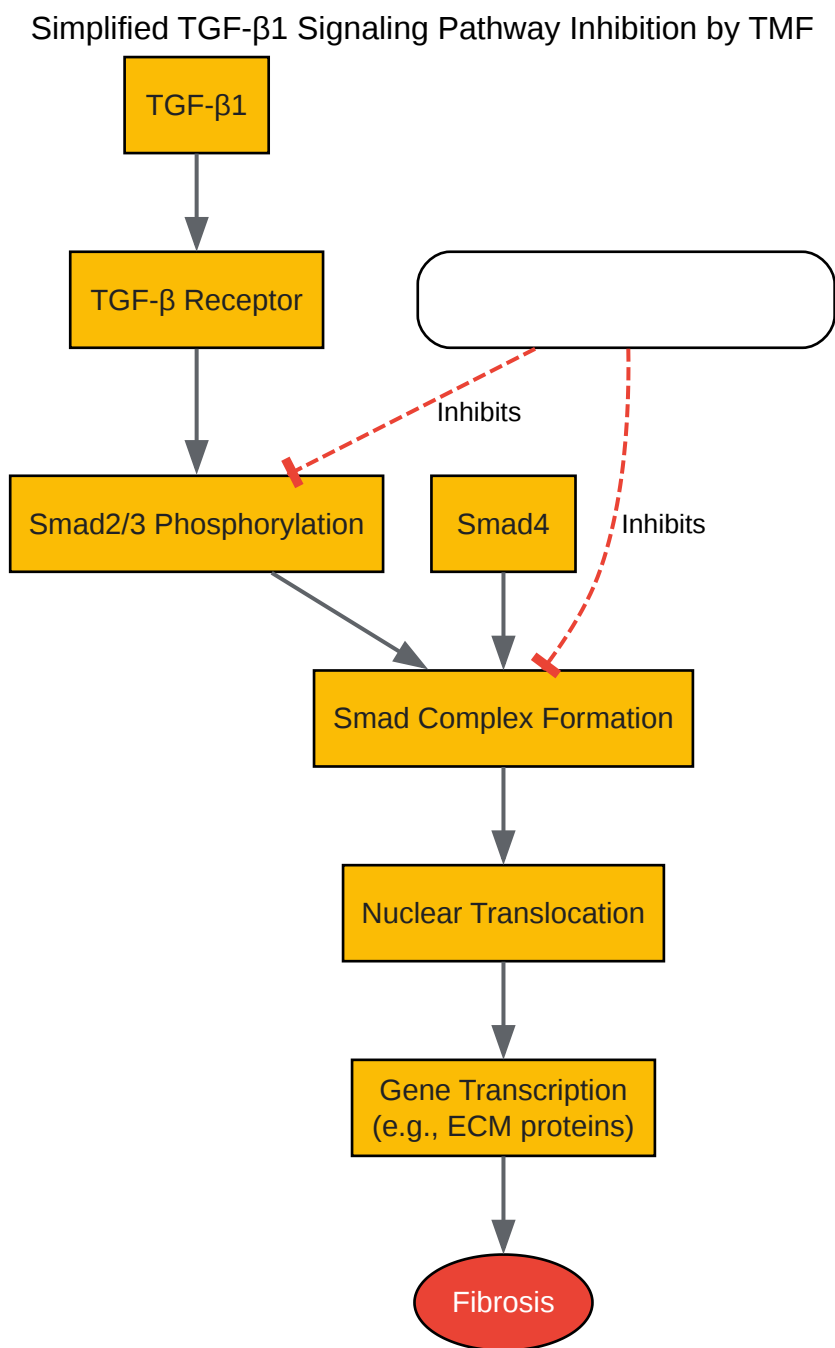 Simplified TGF-β1 Signaling Pathway Inhibition by TMF
TGF-β1
TGF-β Receptor
Inhibits
Smad2/3 Phosphorylation
Smad4
Inhibits
Smad Complex Formation
Nuclear Translocation
Gene Transcription
(e.g., ECM proteins)
Fibrosis